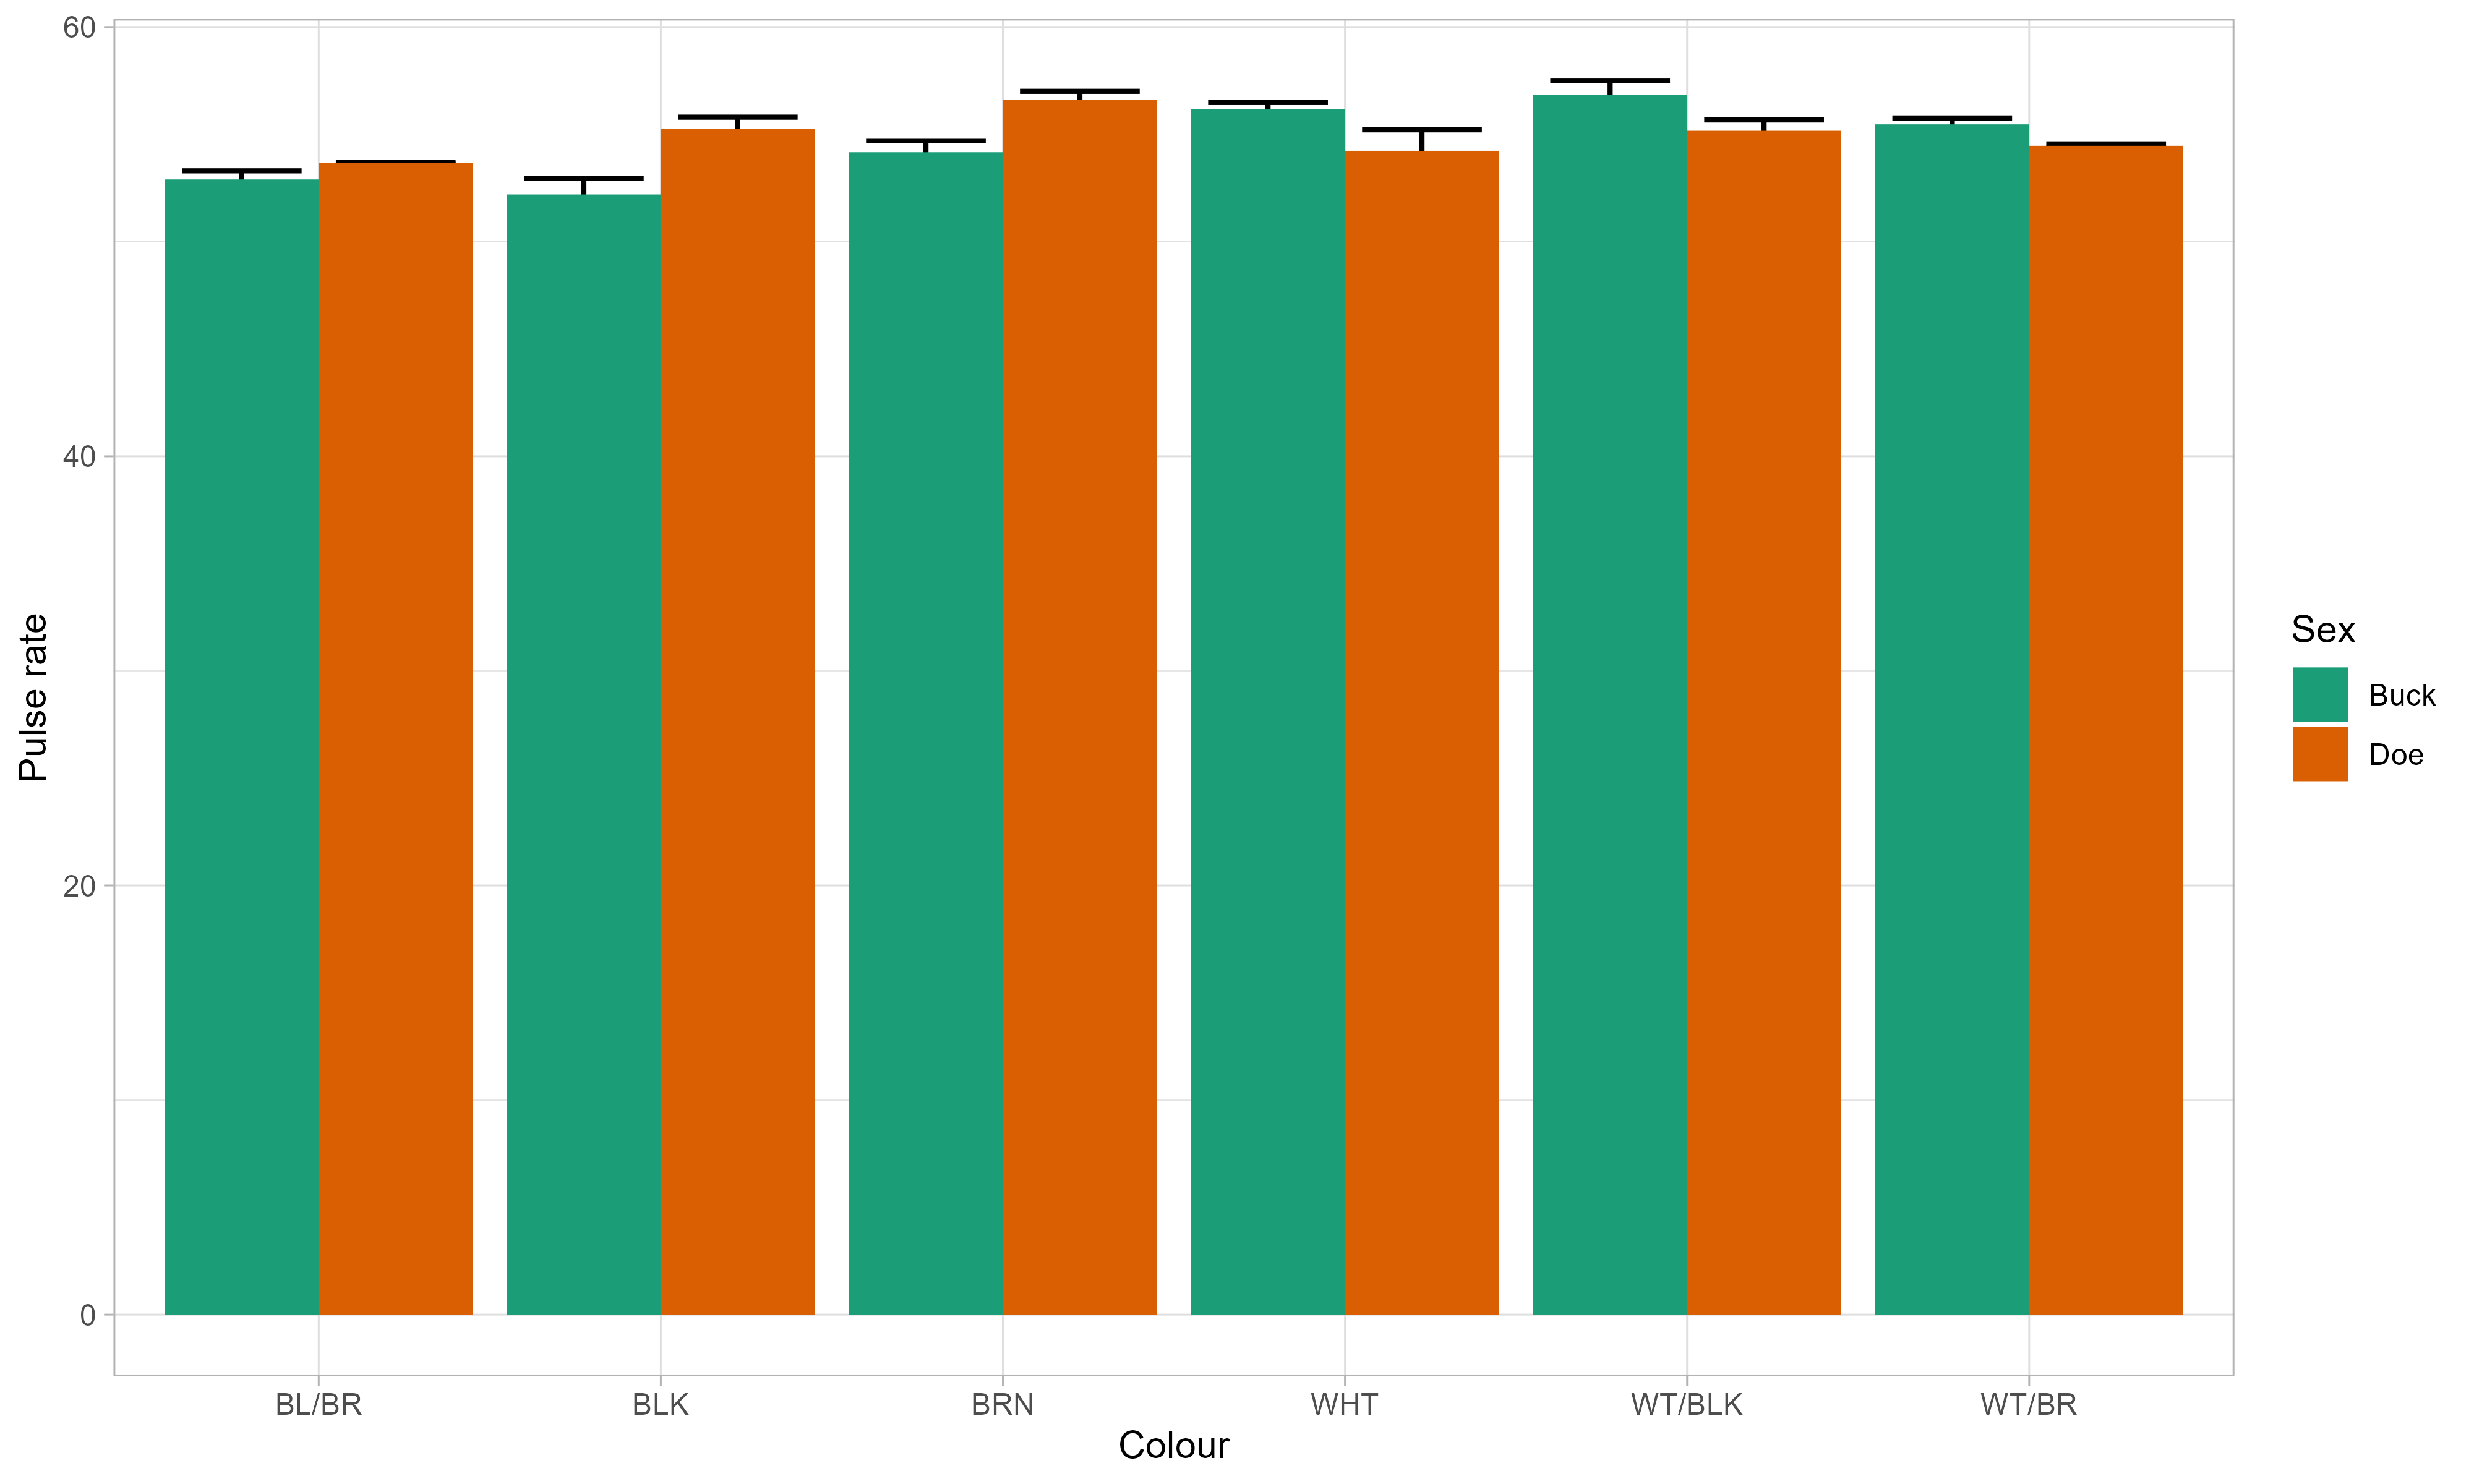 60
40
20
0
Pulse rate
BL/BR
BLK
BRN
WHT
WT/BLK
WT/BR
Colour
Sex
Buck
Doe